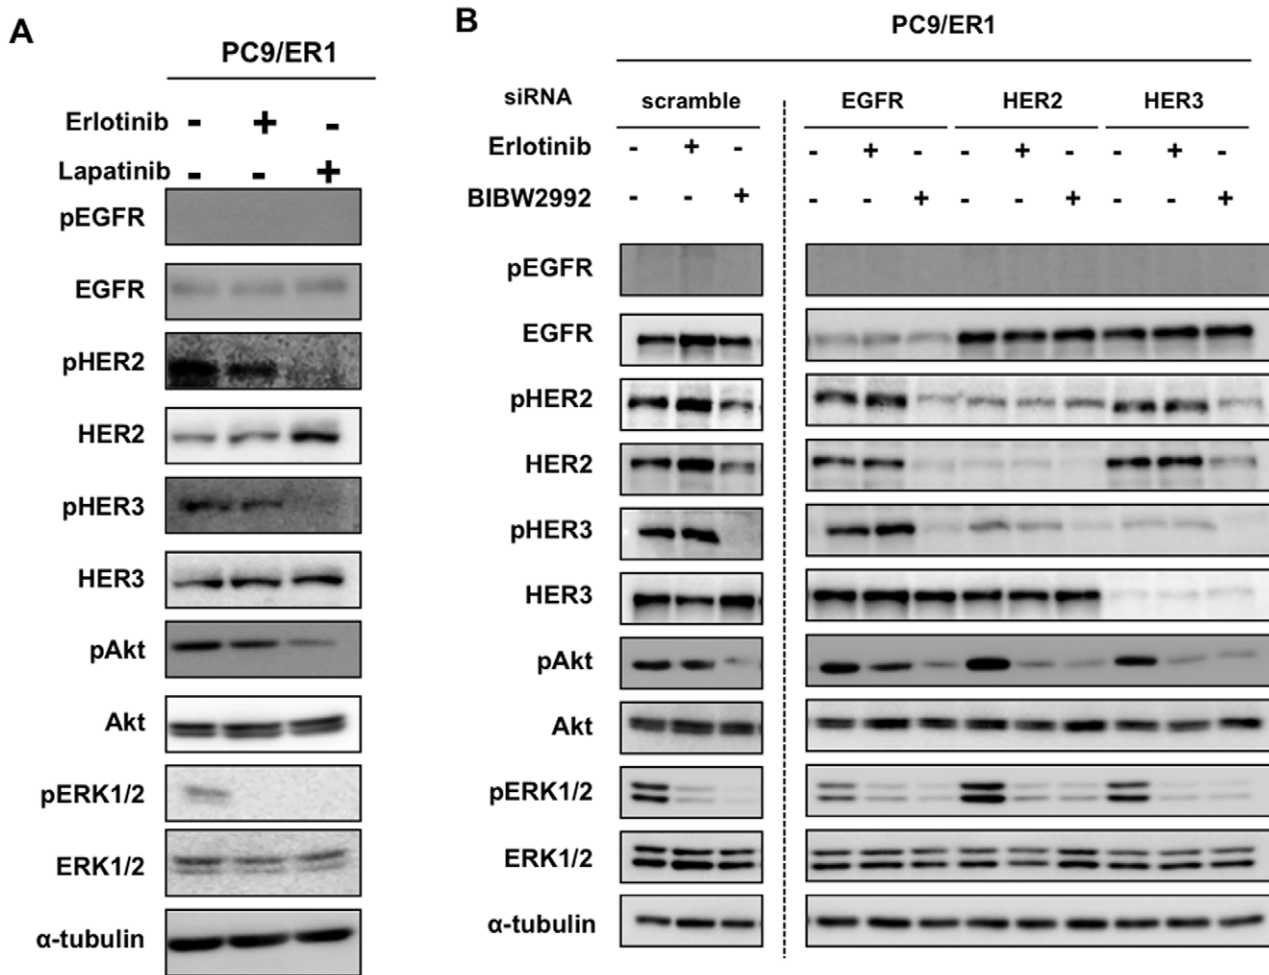 A
PC9/ER1
Erlotinib - + -
Lapatinib - - +
pEGFR
EGFR
pHER2
HER2
pHER3
HER3
pAkt
Akt
pERK1/2
ERK1/2
α-tubulin
B
PC9/ER1
siRNA scramble EGFR HER2 HER3
Erlotinib - + - - + - - + - - + -
BIBW2992 - - + - - + - - + - - +
pEGFR
EGFR
pHER2
HER2
pHER3
HER3
pAkt
Akt
pERK1/2
ERK1/2
α-tubulin